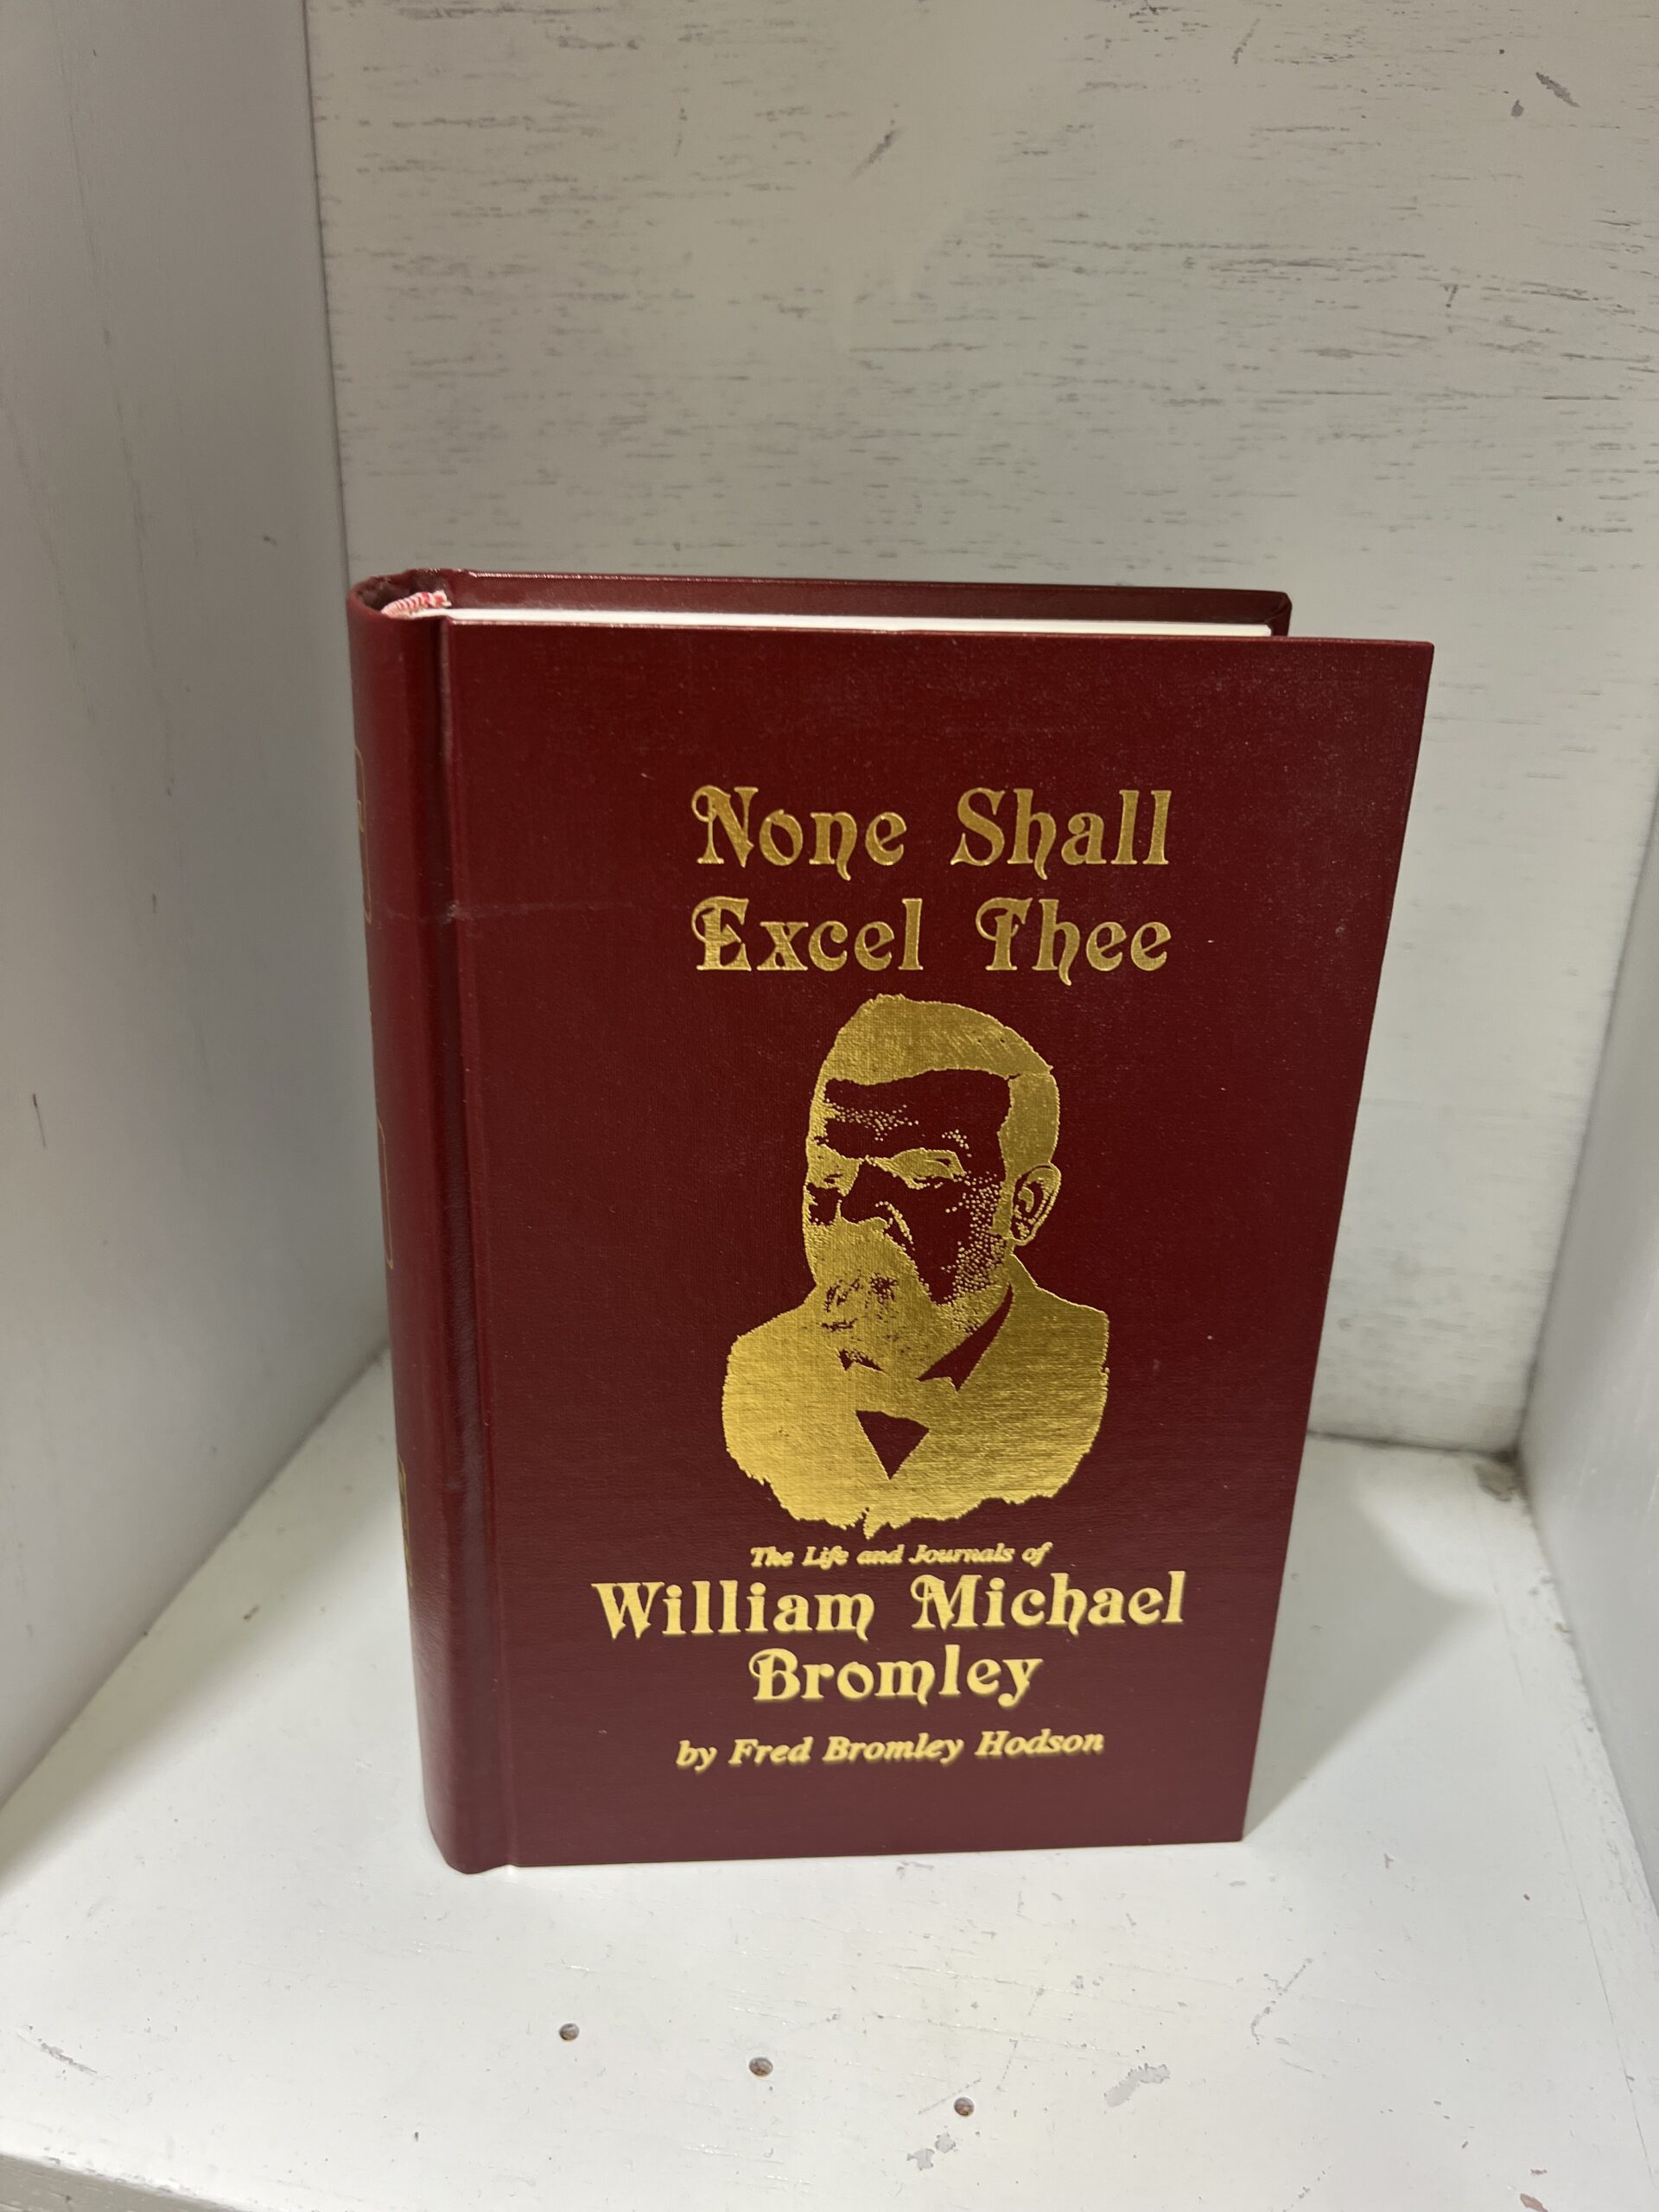 None Shall
Excel Thee
The Life and Journals of
William Michael
Bromley
by Fred Bromley Hodson